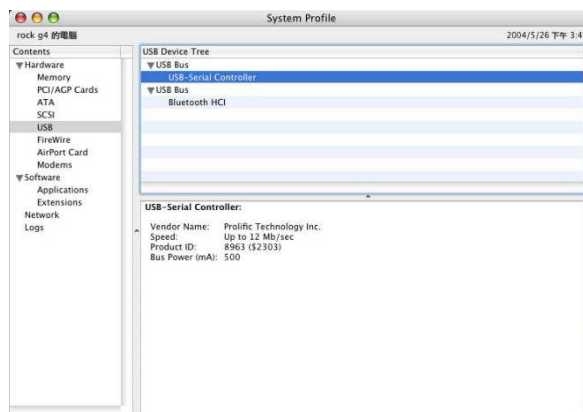 System Profile
rock g4 的電腦
2004/5/26 下午 3:4
Contents
Hardware
Memory
PCI/AGP Cards
ATA
SCSI
USB
FireWire
AirPort Card
Modems
Software
Applications
Extensions
Network
Logs
USB Device Tree
USB Bus
USB-Serial Controller
USB Bus
Bluetooth HCI
USB-Serial Controller:
Vendor Name: Prolific Technology Inc.
Speed: Up to 12 Mb/sec
Product ID: 8963 ($2303)
Bus Power (mA): 500